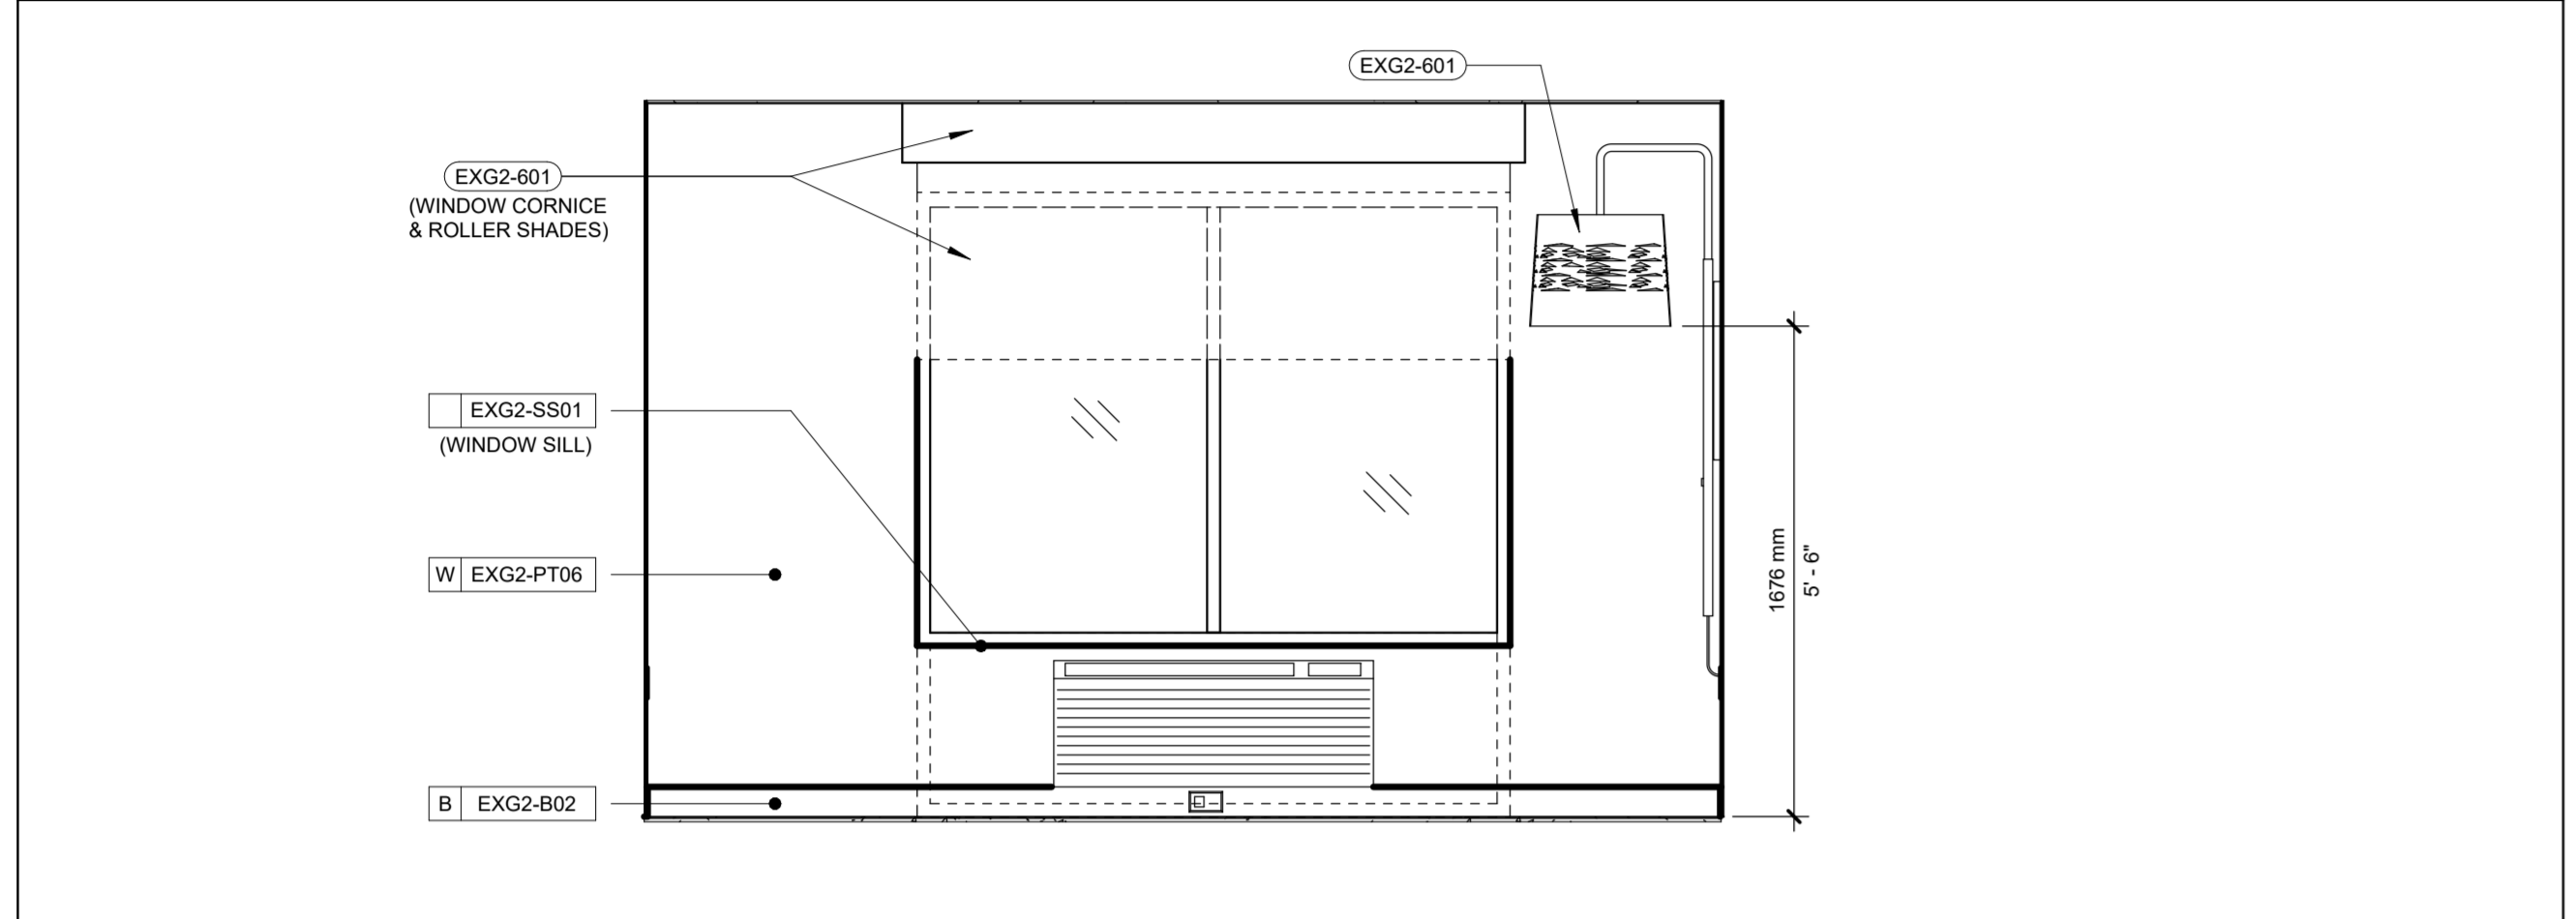 EXG2-601
EXG2-601
(WINDOW CORNICE
& ROLLER SHADES)
EXG2-SS01
(WINDOW SILL)
W EXG2-PT06
1676 mm
5' - 6"
B EXG2-B02